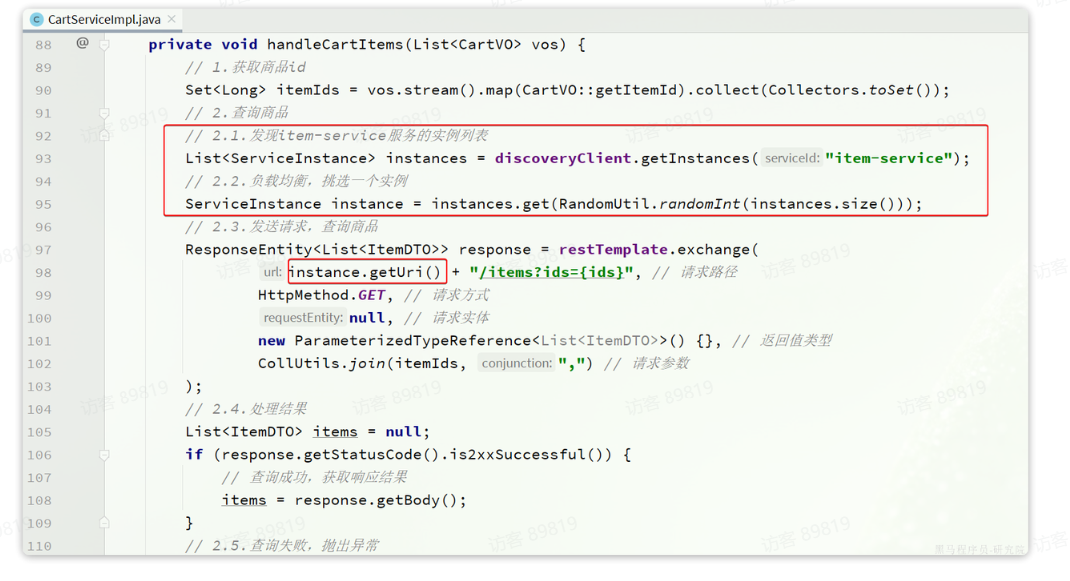 CartServiceImpl.java
88 @ private void handleCartItems(List<CartVO> vos) {
89 // 1.获取商品id
90 Set<Long> itemIds = vos.stream().map(CartVO::getItemId).collect(Collectors.toSet());
91 // 2.查询商品
92 // 2.1.发现item-service服务的实例列表
93 List<ServiceInstance> instances = discoveryClient.getInstances( serviceId: "item-service");
94 // 2.2.负载均衡，挑选一个实例
95 ServiceInstance instance = instances.get(RandomUtil.randomInt(instances.size()));
96 // 2.3.发送请求，查询商品
97 ResponseEntity<List<ItemDTO>> response = restTemplate.exchange(
98 url: instance.getUri() + "/items?ids={ids}", // 请求路径
99 HttpMethod.GET, // 请求方式
100 requestEntity: null, // 请求实体
101 new ParameterizedTypeReference<List<ItemDTO>>() {}, // 返回值类型
102 CollUtils.join(itemIds, conjunction: ",") // 请求参数
103 );
104 // 2.4.处理结果
105 List<ItemDTO> items = null;
106 if (response.getStatusCode().is2xxSuccessful()) {
107 // 查询成功，获取响应结果
108 items = response.getBody();
109 }
110 // 2.5.查询失败，抛出异常
访客 89819
黑马程序员-研究院